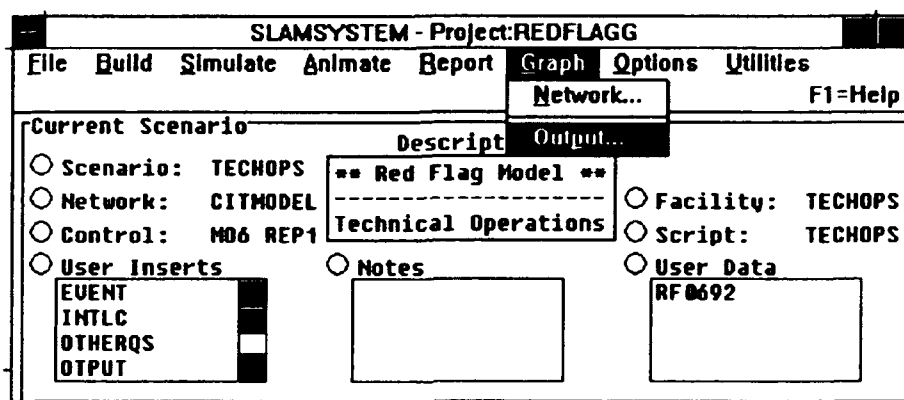 SLAMSYSTEM - Project:REDFLAGG
File Build Simulate Animate Report Graph Options Utilities
Network... F1=Help
Output...
Current Scenario
Descript
Scenario: TECHOPS ** Red Flag Model **
Network: CITMODEL -------------------- Facility: TECHOPS
Control: M06 REP1 Technical Operations Script: TECHOPS
User Inserts Notes User Data
EVENT RF0692
INTLC
OTHERQS
OTPUT